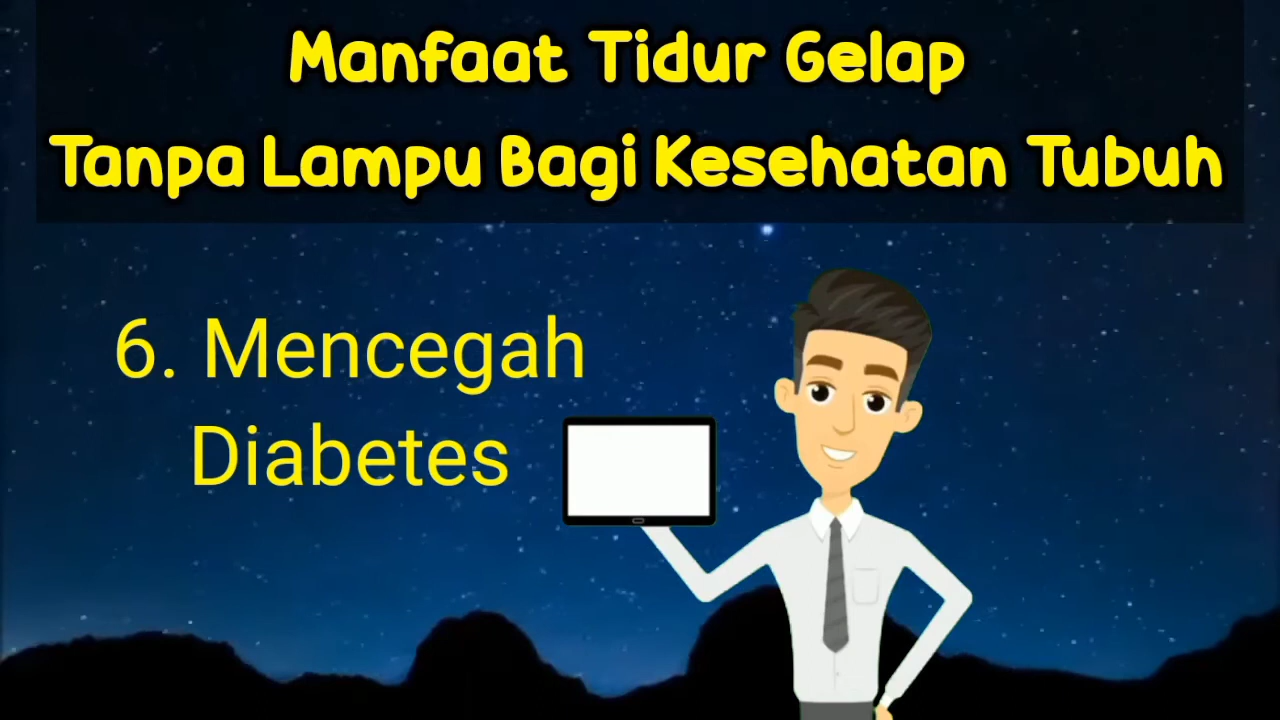 Manfaat Tidur Gelap
Tanpa Lampu Bagi Kesehatan Tubuh
6. Mencegah
Diabetes